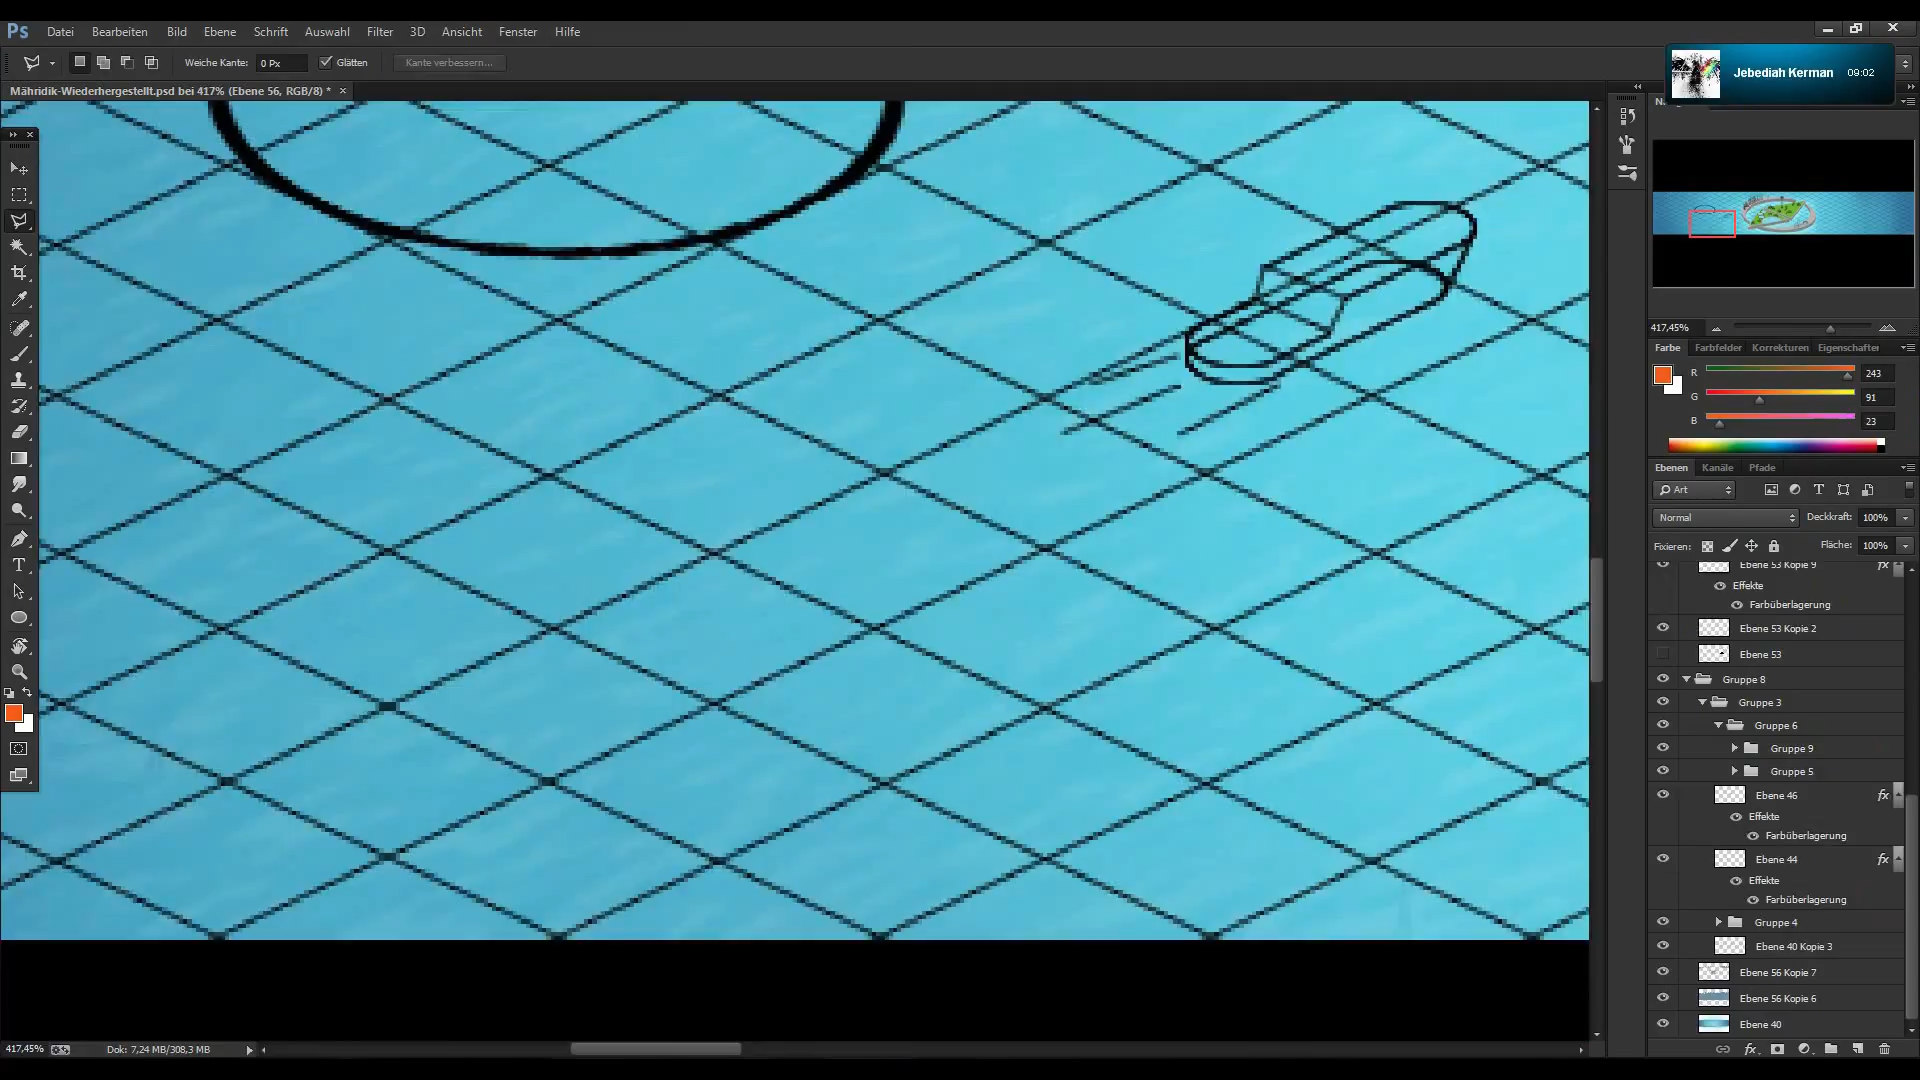 Ps Datei Bearbeiten Bild Ebene Schrift Auswahl Filter 3D Ansicht Fenster Hilfe
Weiche Kante: 0 Px Glätten Kante verbessern...
Jebediah Kerman 09:02
Mähridik-Wiederhergestellt.psd bei 417% (Ebene 56, RGB/8) *
417,45%
Farbe Farbfelder Korrekturen Eigenschafter
R 243
G 91
B 23
Ebenen Kanäle Pfade
Art
Normal Deckkraft: 100%
Fixieren: Fläche: 100%
Ebene 53 Kopie 9 fx
Effekte
Farbüberlagerung
Ebene 53 Kopie 2
Ebene 53
Gruppe 8
Gruppe 3
Gruppe 6
Gruppe 9
Gruppe 5
Ebene 46 fx
Effekte
Farbüberlagerung
Ebene 44 fx
Effekte
Farbüberlagerung
Gruppe 4
Ebene 40 Kopie 3
Ebene 56 Kopie 7
Ebene 56 Kopie 6
Ebene 40
fx
417,45% Dok: 7,24 MB/308,3 MB